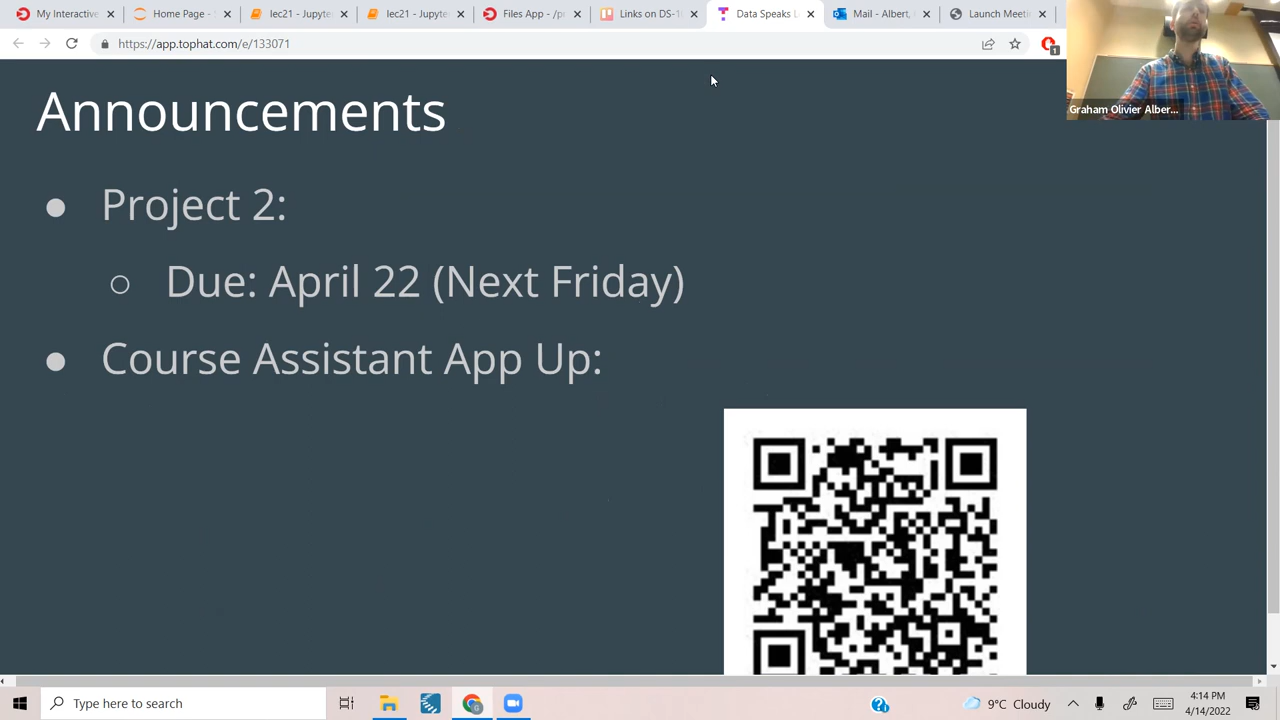 My Interactive
Home Page -
lec21 - Jupyte
lec21 - Jupyte
Files App - /p
Links on DS-1
Data Speaks L
Mail - Albert,
Launch Meeti
https://app.tophat.com/e/133071
1
Graham Olivier Alber...
Announcements
● Project 2:
○ Due: April 22 (Next Friday)
● Course Assistant App Up:
Type here to search
9°C Cloudy
4:14 PM
4/14/2022